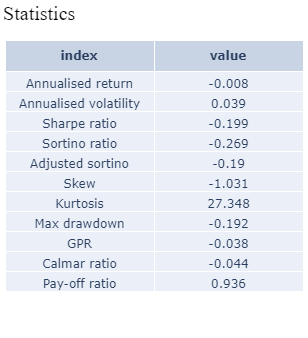 Statistics
index value
Annualised return -0.008
Annualised volatility 0.039
Sharpe ratio -0.199
Sortino ratio -0.269
Adjusted sortino -0.19
Skew -1.031
Kurtosis 27.348
Max drawdown -0.192
GPR -0.038
Calmar ratio -0.044
Pay-off ratio 0.936